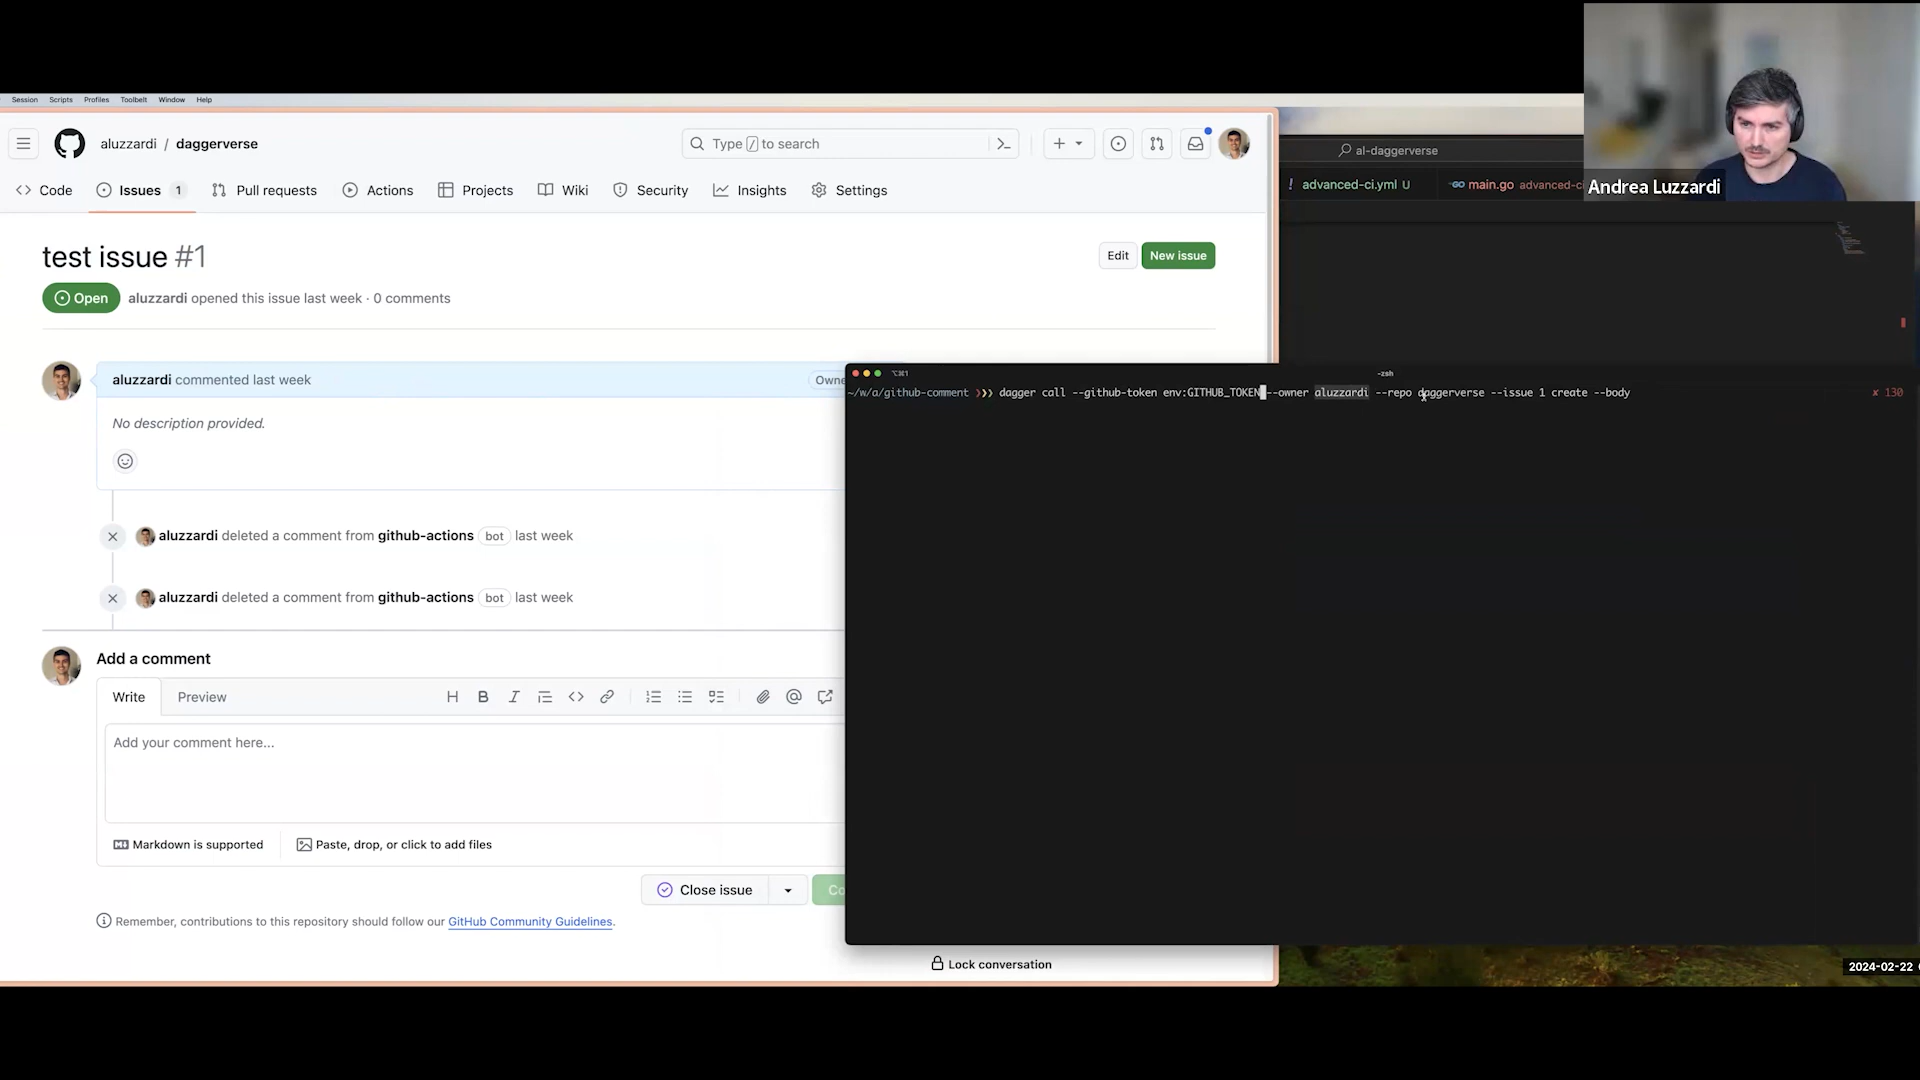 Session Scripts Profiles Toolbelt Window Help
aluzzardi / daggerverse
Type / to search
Code
Issues 1
Pull requests
Actions
Projects
Wiki
Security
Insights
Settings
test issue #1
Edit
New issue
Open
aluzzardi opened this issue last week · 0 comments
aluzzardi commented last week
Owne
No description provided.
aluzzardi deleted a comment from github-actions bot last week
aluzzardi deleted a comment from github-actions bot last week
Add a comment
Write
Preview
Add your comment here...
Markdown is supported
Paste, drop, or click to add files
Close issue
Co
Remember, contributions to this repository should follow our GitHub Community Guidelines.
Lock conversation
al-daggerverse
! advanced-ci.yml U
main.go advanced-ci
Andrea Luzzardi
⌥⌘1
-zsh
~/w/a/github-comment ❯❯❯ dagger call --github-token env:GITHUB_TOKEN --owner aluzzardi --repo daggerverse --issue 1 create --body
✘ 130
2024-02-22